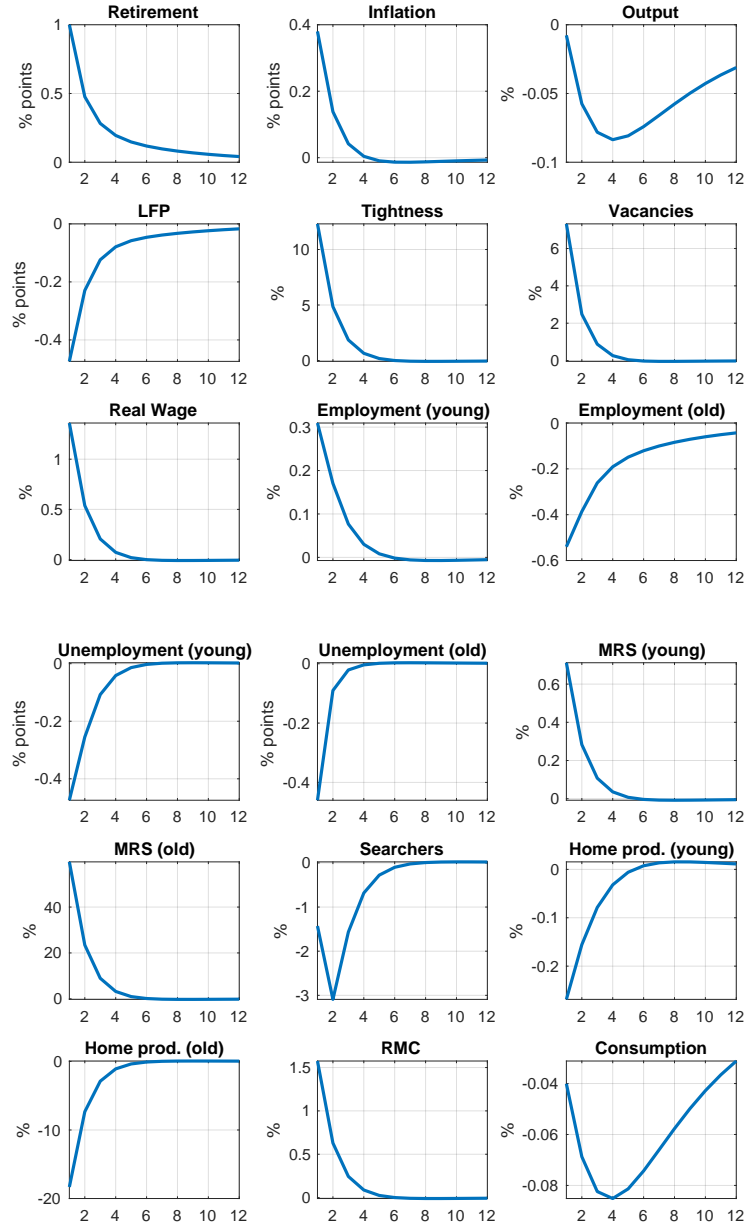 Retirement
Inflation
Output
% points
1
0.5
0
2 4 6 8 10 12
0.4
0.2
0
2 4 6 8 10 12
%
0
-0.05
-0.1
2 4 6 8 10 12
LFP
Tightness
Vacancies
% points
0
-0.2
-0.4
2 4 6 8 10 12
%
10
5
0
2 4 6 8 10 12
%
6
4
2
0
2 4 6 8 10 12
Real Wage
Employment (young)
Employment (old)
%
1
0.5
0
2 4 6 8 10 12
%
0.3
0.2
0.1
0
2 4 6 8 10 12
%
0
-0.2
-0.4
-0.6
2 4 6 8 10 12
Unemployment (young)
Unemployment (old)
MRS (young)
% points
0
-0.2
-0.4
2 4 6 8 10 12
% points
0
-0.2
-0.4
2 4 6 8 10 12
%
0.6
0.4
0.2
0
2 4 6 8 10 12
MRS (old)
Searchers
Home prod. (young)
%
40
20
0
2 4 6 8 10 12
%
0
-1
-2
-3
2 4 6 8 10 12
%
0
-0.1
-0.2
2 4 6 8 10 12
Home prod. (old)
RMC
Consumption
%
0
-10
-20
2 4 6 8 10 12
%
1.5
1
0.5
0
2 4 6 8 10 12
%
-0.04
-0.06
-0.08
2 4 6 8 10 12